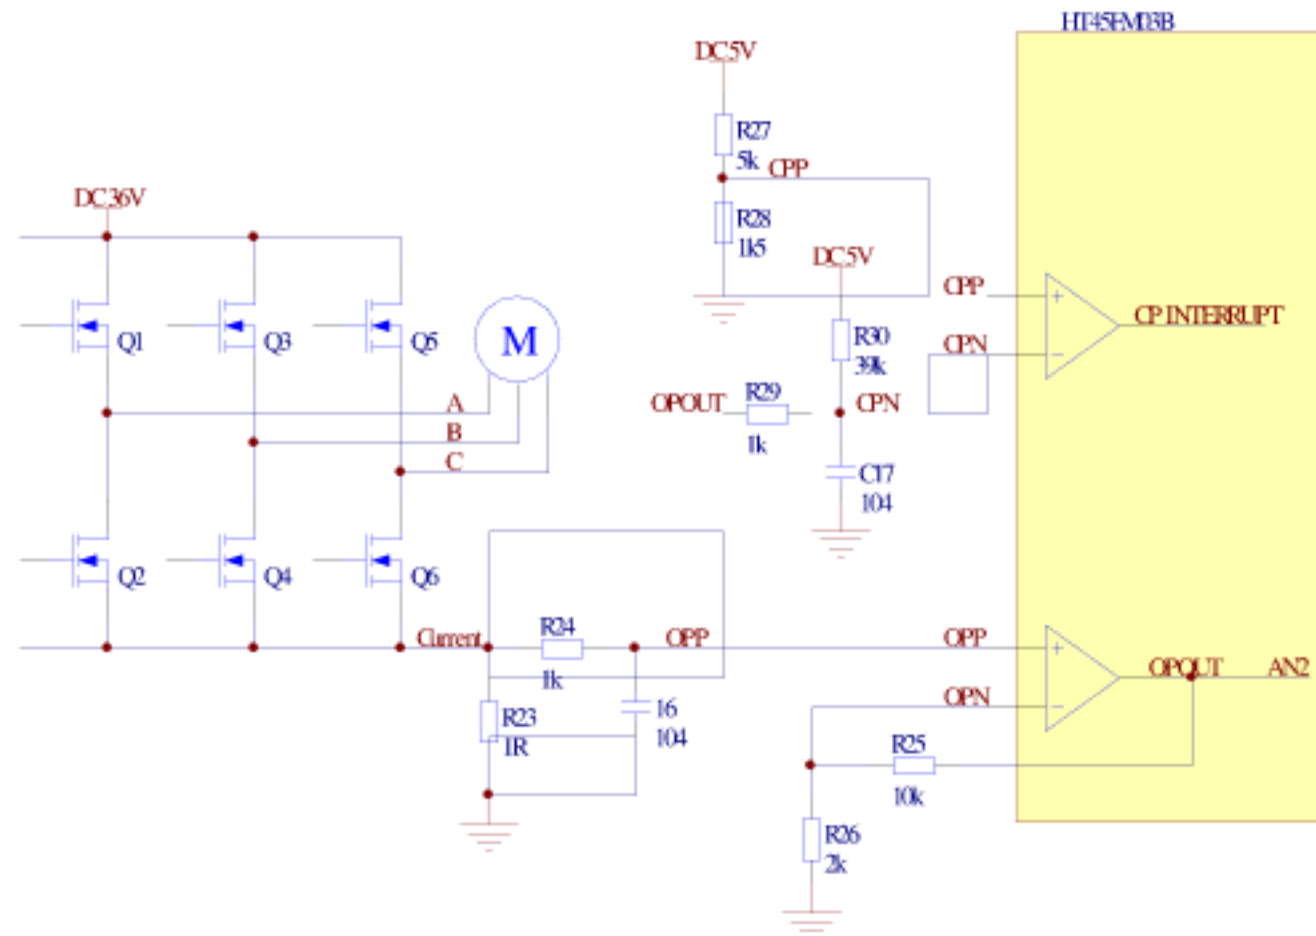 HT45FM03B
DC5V
R27
5k
CPP
DC36V
R28
1k5
DC5V
CPP
CP INTERRUPT
Q1
Q3
Q5
M
R30
39k
CPN
OPOUT
R29
1k
CPN
A
B
C
C17
104
Q2
Q4
Q6
Current
R24
1k
OPP
OPP
OPOUT
AN2
OPN
R23
1R
16
104
R25
10k
R26
2k